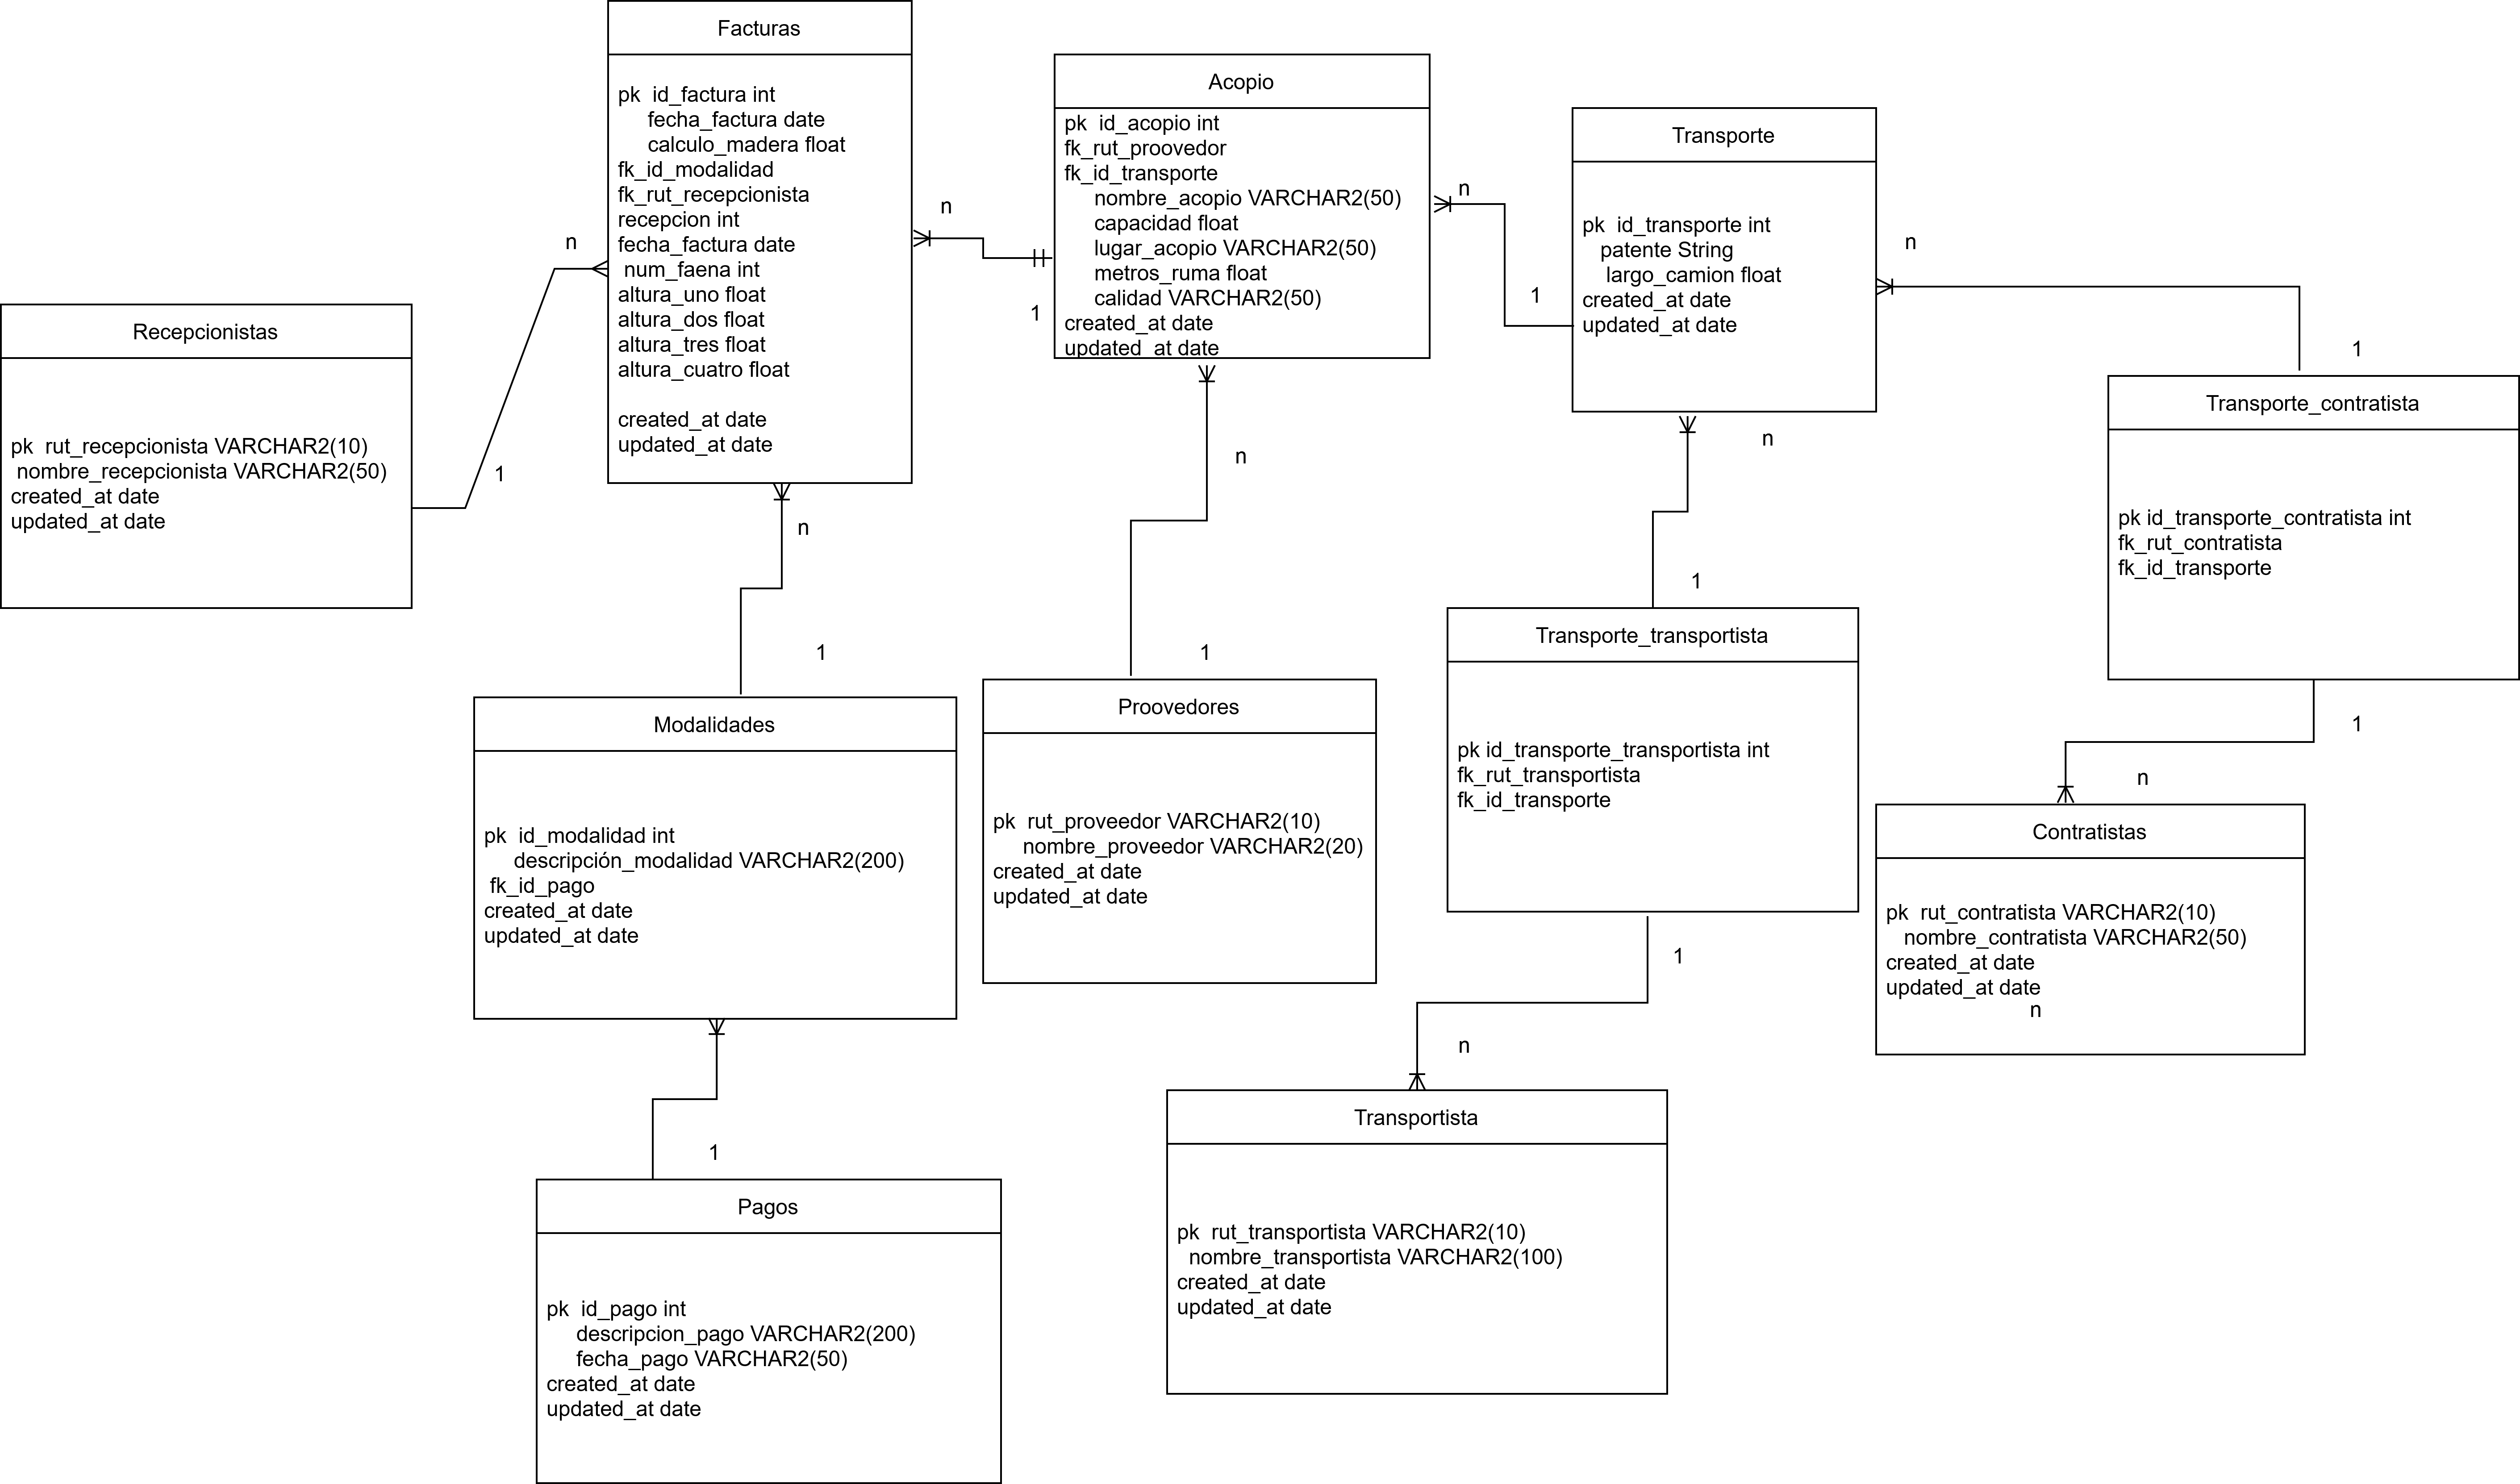 Facturas
pk  id_factura int
fecha_factura date
calculo_madera float
fk_id_modalidad
fk_rut_recepcionista
recepcion int
fecha_factura date
num_faena int
altura_uno float
altura_dos float
altura_tres float
altura_cuatro float
created_at date
updated_at date
n
n
n
Acopio
pk  id_acopio int
fk_rut_proovedor
fk_id_transporte
nombre_acopio VARCHAR2(50)
capacidad float
lugar_acopio VARCHAR2(50)
metros_ruma float
calidad VARCHAR2(50)
created_at date
updated_at date
1
n
n
Transporte
pk  id_transporte int
patente String
largo_camion float
created_at date
updated_at date
1
n
n
Recepcionistas
pk  rut_recepcionista VARCHAR2(10)
nombre_recepcionista VARCHAR2(50)
created_at date
updated_at date
1
Transporte_contratista
pk id_transporte_contratista int
fk_rut_contratista
fk_id_transporte
1
1
Transporte_transportista
pk id_transporte_transportista int
fk_rut_transportista
fk_id_transporte
1
1
Modalidades
pk  id_modalidad int
descripción_modalidad VARCHAR2(200)
fk_id_pago
created_at date
updated_at date
1
Proovedores
pk  rut_proveedor VARCHAR2(10)
nombre_proveedor VARCHAR2(20)
created_at date
updated_at date
1
Contratistas
pk  rut_contratista VARCHAR2(10)
nombre_contratista VARCHAR2(50)
created_at date
updated_at date
n
n
Transportista
pk  rut_transportista VARCHAR2(10)
nombre_transportista VARCHAR2(100)
created_at date
updated_at date
n
Pagos
pk  id_pago int
descripcion_pago VARCHAR2(200)
fecha_pago VARCHAR2(50)
created_at date
updated_at date
1